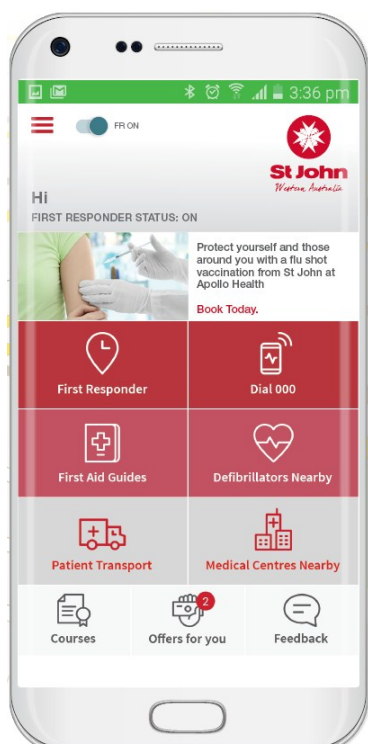 3:36 pm
FR ON
St John
Western Australia
Hi
FIRST RESPONDER STATUS: ON
Protect yourself and those
around you with a flu shot
vaccination from St John at
Apollo Health
Book Today.
First Responder
Dial 000
First Aid Guides
Defibrillators Nearby
Patient Transport
Medical Centres Nearby
2
Courses
Offers for you
Feedback